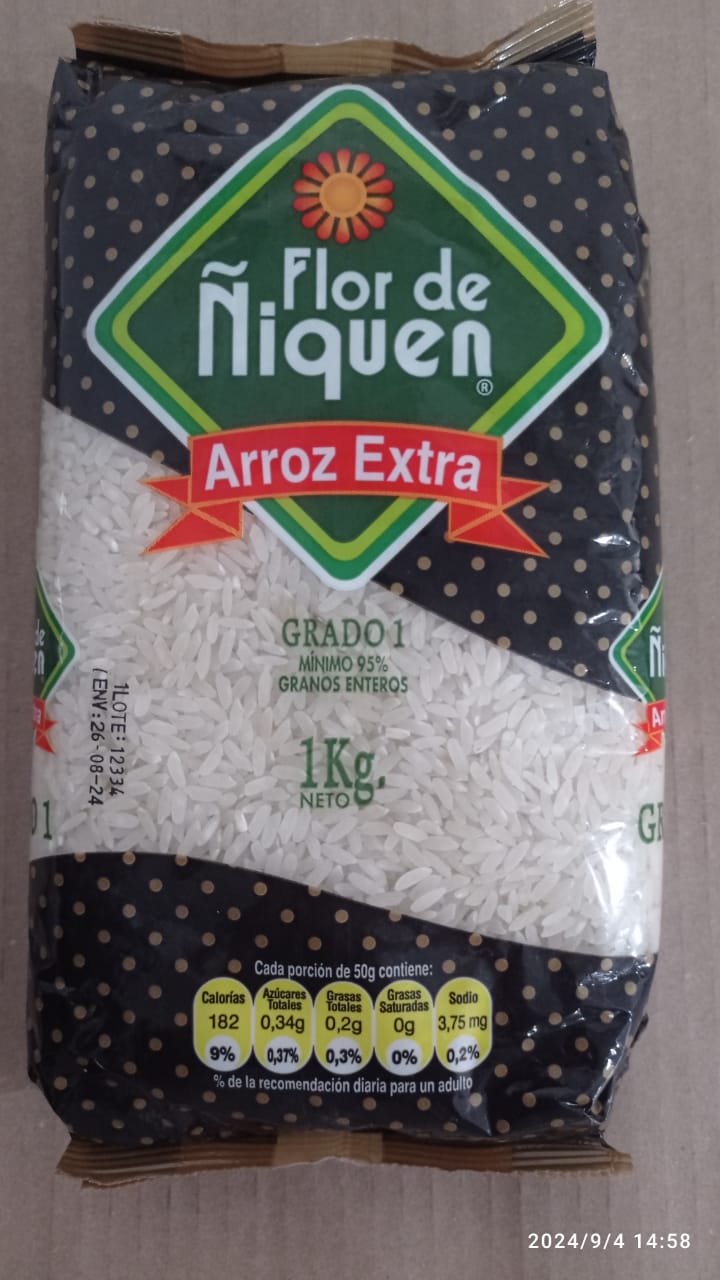 Flor de
Ñiquen
®
Arroz Extra
GRADO 1
MÍNIMO 95%
GRANOS ENTEROS
1Kg.
NETO
1LOTE: 12334
ENV:26-08-24
Cada porción de 50g contiene:
Calorías
182
9%
Azúcares
Totales
0,34g
0,37%
Grasas
Totales
0,2g
0,3%
Grasas
Saturadas
0g
0%
Sodio
3,75 mg
0,2%
% de la recomendación diaria para un adulto
2024/9/4 14:58